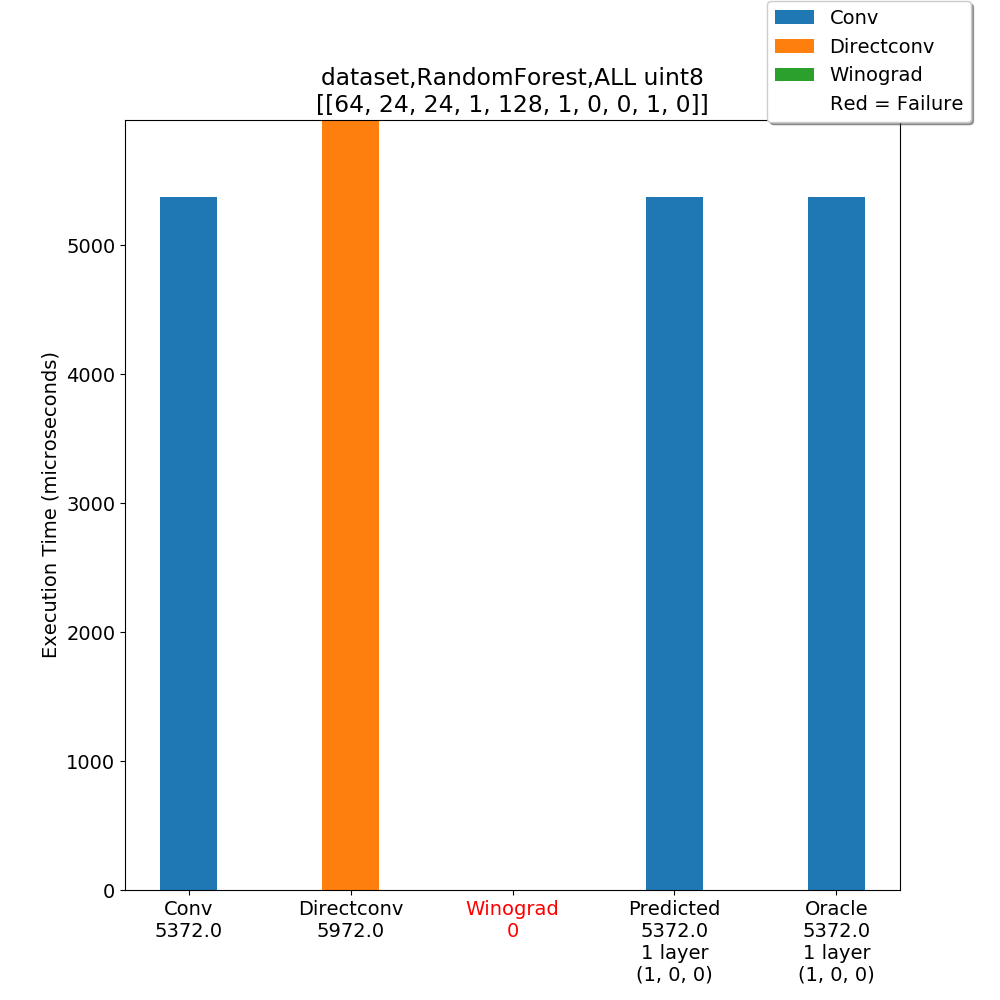 Conv
Directconv
Winograd
Red = Failure
dataset,RandomForest,ALL uint8
[[64, 24, 24, 1, 128, 1, 0, 0, 1, 0]]
Execution Time (microseconds)
5000
4000
3000
2000
1000
0
Conv
5372.0
Directconv
5972.0
Winograd
0
Predicted
5372.0
1 layer
(1, 0, 0)
Oracle
5372.0
1 layer
(1, 0, 0)